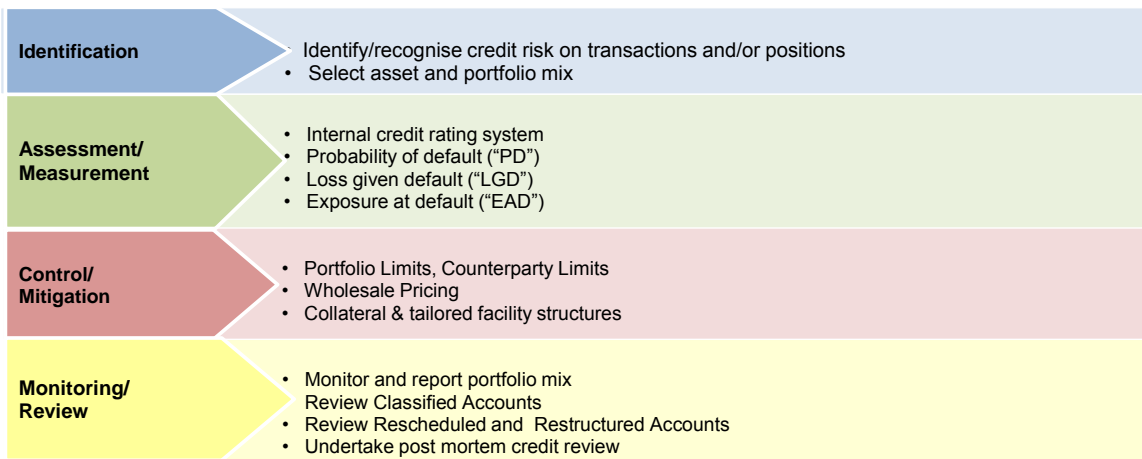 Identification
• Identify/recognise credit risk on transactions and/or positions
• Select asset and portfolio mix
Assessment/
Measurement
• Internal credit rating system
• Probability of default (“PD”)
• Loss given default (“LGD”)
• Exposure at default (“EAD”)
Control/
Mitigation
• Portfolio Limits, Counterparty Limits
• Wholesale Pricing
• Collateral & tailored facility structures
Monitoring/
Review
• Monitor and report portfolio mix
• Review Classified Accounts
• Review Rescheduled and Restructured Accounts
• Undertake post mortem credit review